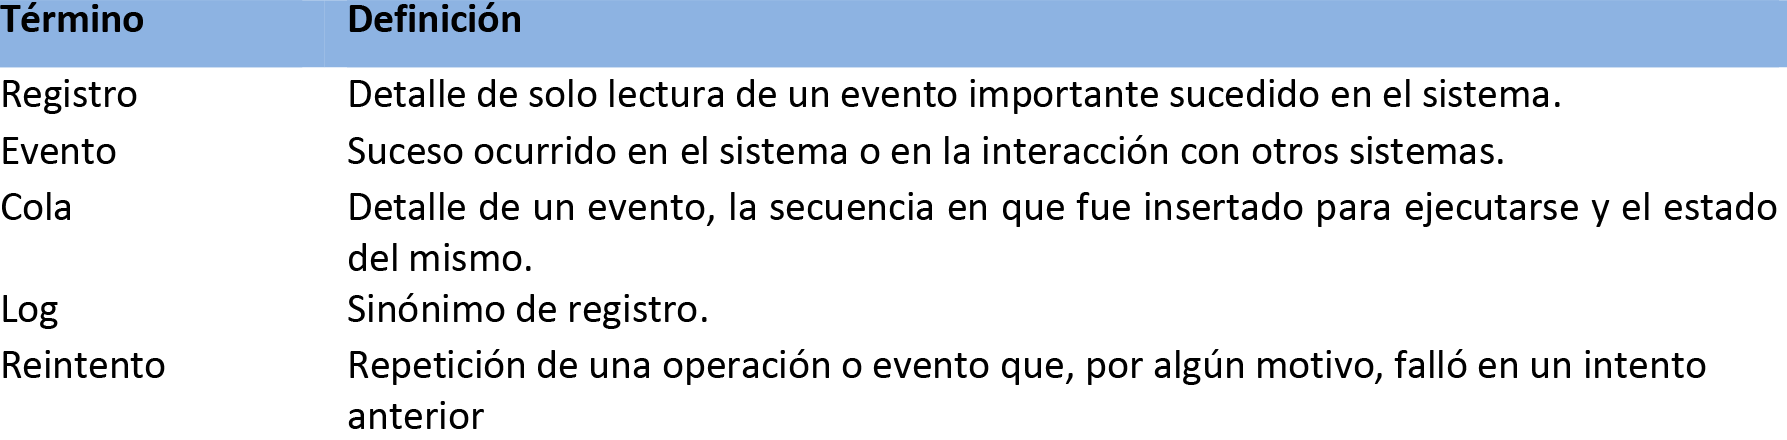 Término Definición
Registro Detalle de solo lectura de un evento importante sucedido en el sistema.
Evento Suceso ocurrido en el sistema o en la interacción con otros sistemas.
Cola Detalle de un evento, la secuencia en que fue insertado para ejecutarse y el estado
del mismo.
Log Sinónimo de registro.
Reintento Repetición de una operación o evento que, por algún motivo, falló en un intento
anterior